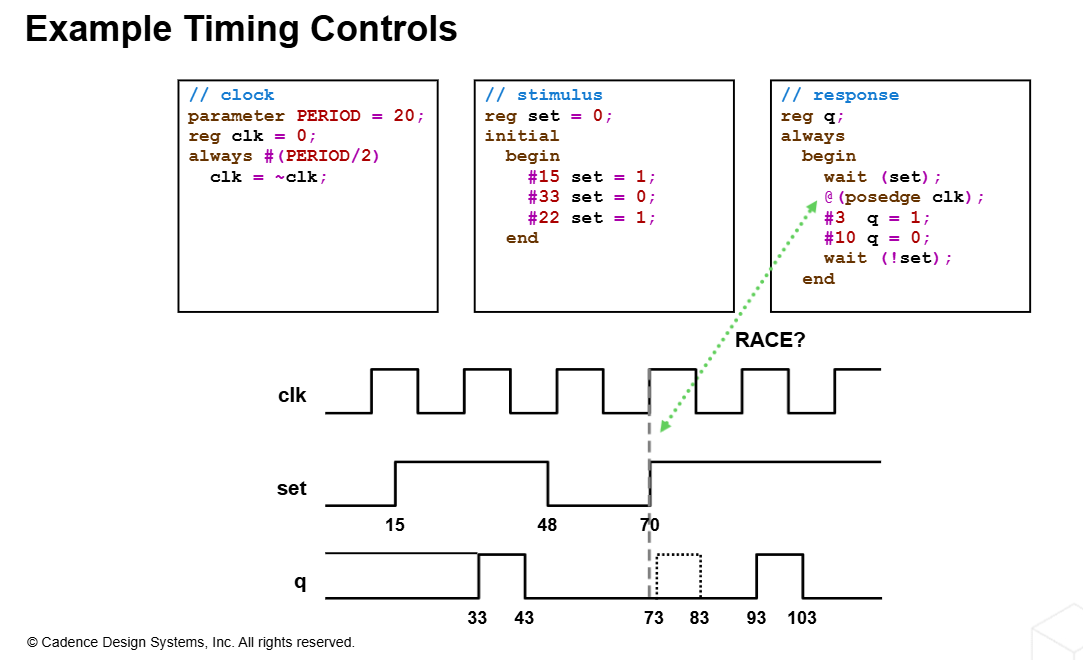 Example Timing Controls
// clock
parameter PERIOD = 20;
reg clk = 0;
always #(PERIOD/2)
clk = ~clk;
// stimulus
reg set = 0;
initial
begin
#15 set = 1;
#33 set = 0;
#22 set = 1;
end
// response
reg q;
always
begin
wait (set);
@(posedge clk);
#3 q = 1;
#10 q = 0;
wait (!set);
end
RACE?
clk
set
15 48 70
q
33 43 73 83 93 103
© Cadence Design Systems, Inc. All rights reserved.